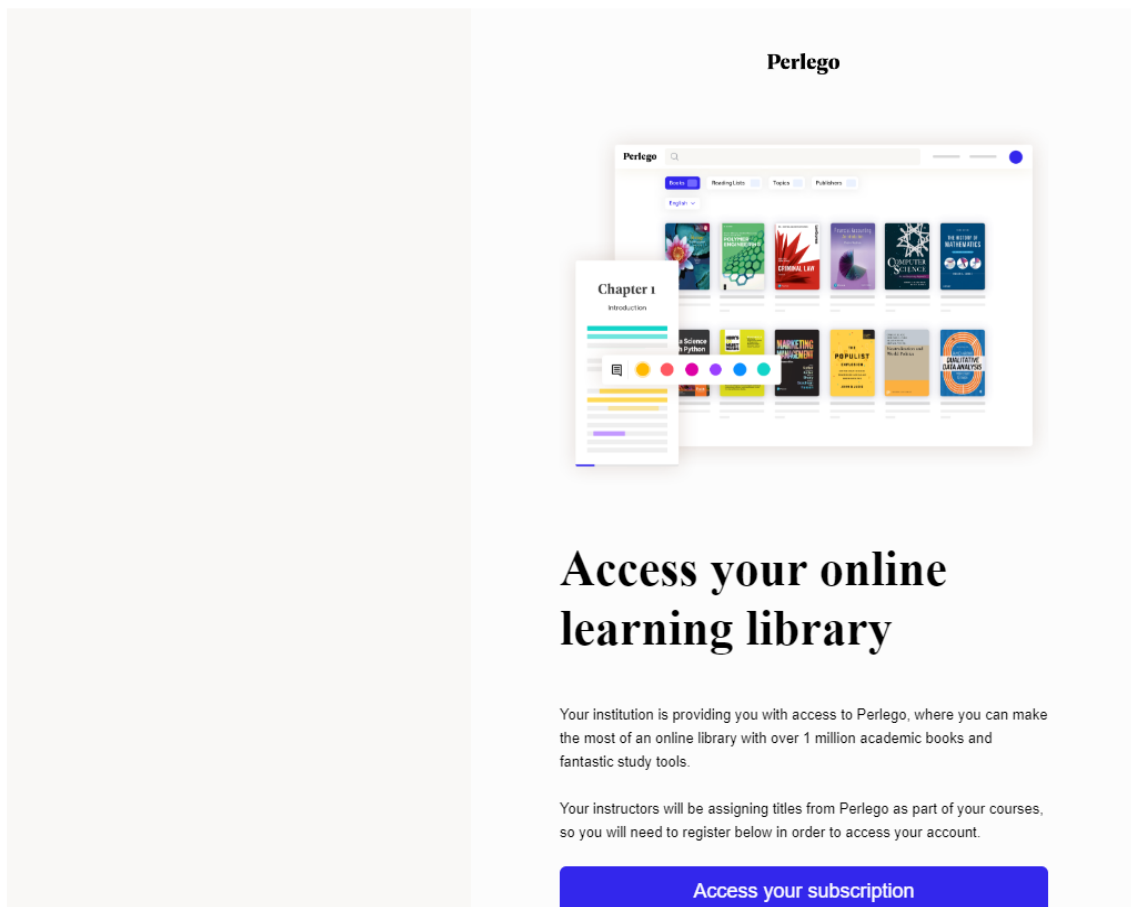 Perlego
Perlego
Books
Reading Lists
Topics
Publishers
English
POLYMER
ENGINEERING
CRIMINAL LAW
COMPUTER
SCIENCE
THE HISTORY OF
MATHEMATICS
Chapter 1
Introduction
Science
h Python
MARKETING
MANAGEMENT
THE
POPULIST
QUALITATIVE
DATA ANALYSIS
Access your online
learning library
Your institution is providing you with access to Perlego, where you can make
the most of an online library with over 1 million academic books and
fantastic study tools.
Your instructors will be assigning titles from Perlego as part of your courses,
so you will need to register below in order to access your account.
Access your subscription